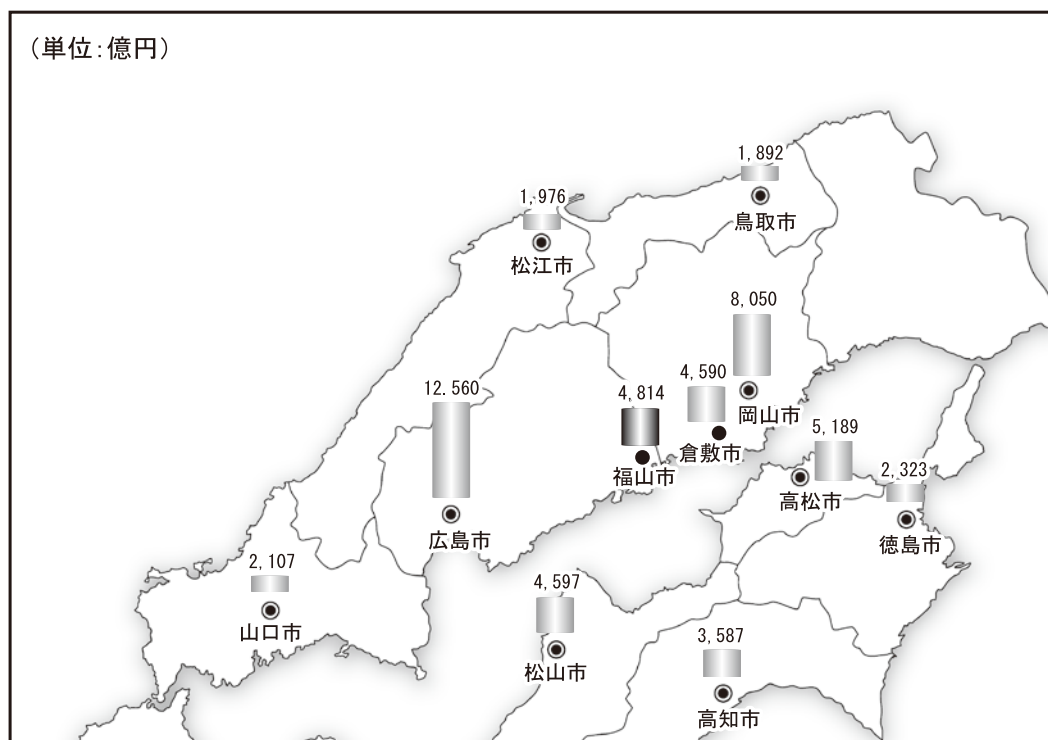 （単位：億円）
1,892
鳥取市
1,976
松江市
8,050
岡山市
4,590
倉敷市
12.560
広島市
4,814
福山市
5,189
高松市
2,323
徳島市
2,107
山口市
4,597
松山市
3,587
高知市